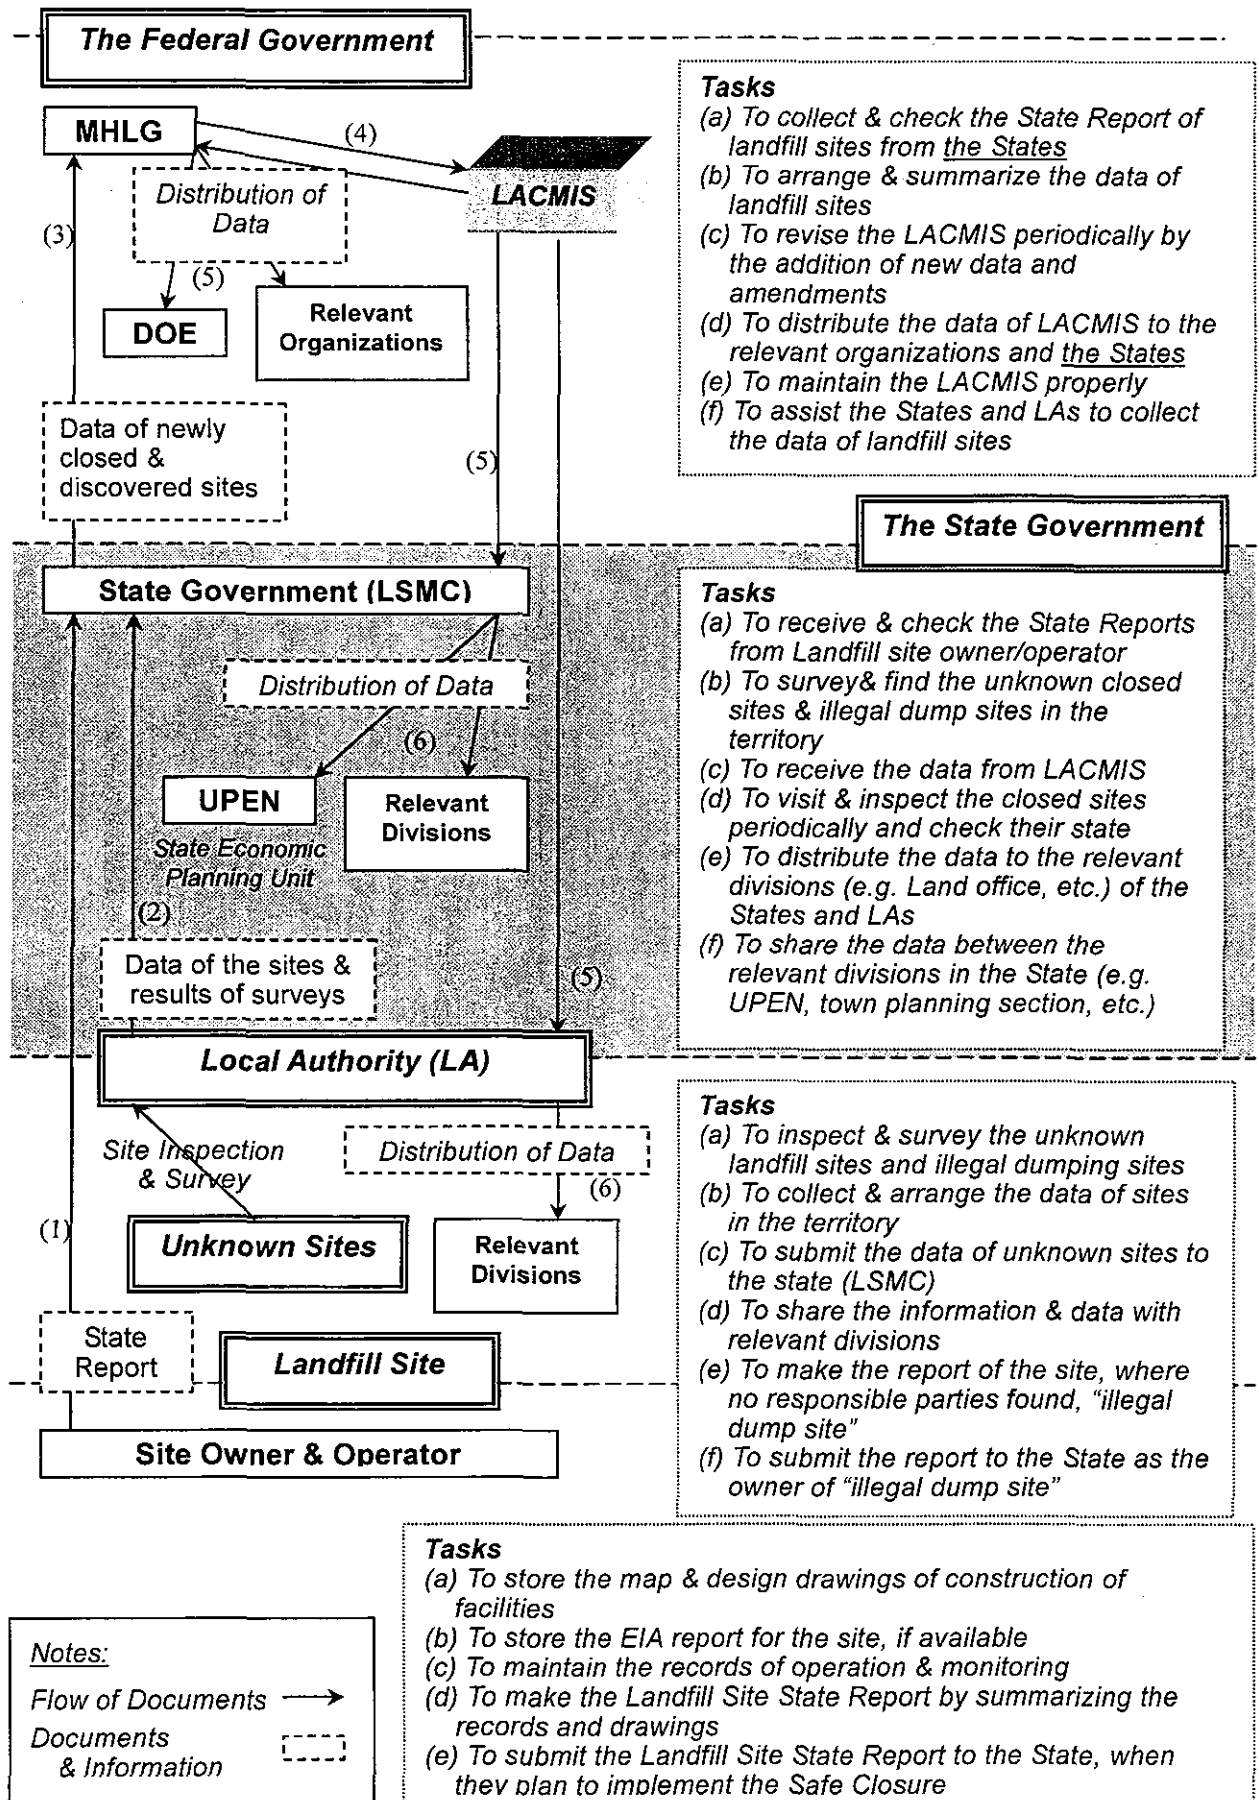 The Federal Government
MHLG
(4)
LACMIS
Distribution of
Data
(3)
(5)
DOE
Relevant
Organizations
Data of newly
closed &
discovered sites
(5)
Tasks
(a) To collect & check the State Report of
landfill sites from the States
(b) To arrange & summarize the data of
landfill sites
(c) To revise the LACMIS periodically by
the addition of new data and
amendments
(d) To distribute the data of LACMIS to the
relevant organizations and the States
(e) To maintain the LACMIS properly
(f) To assist the States and LAs to collect
the data of landfill sites
The State Government
State Government (LSMC)
Distribution of Data
(6)
UPEN
State Economic
Planning Unit
Relevant
Divisions
(2)
Data of the sites &
results of surveys
(5)
Tasks
(a) To receive & check the State Reports
from Landfill site owner/operator
(b) To survey& find the unknown closed
sites & illegal dump sites in the
territory
(c) To receive the data from LACMIS
(d) To visit & inspect the closed sites
periodically and check their state
(e) To distribute the data to the relevant
divisions (e.g. Land office, etc.) of the
States and LAs
(f) To share the data between the
relevant divisions in the State (e.g.
UPEN, town planning section, etc.)
Local Authority (LA)
Site Inspection
& Survey
Distribution of Data
(6)
(1)
Unknown Sites
Relevant
Divisions
State
Report
Tasks
(a) To inspect & survey the unknown
landfill sites and illegal dumping sites
(b) To collect & arrange the data of sites
in the territory
(c) To submit the data of unknown sites to
the state (LSMC)
(d) To share the information & data with
relevant divisions
(e) To make the report of the site, where
no responsible parties found, “illegal
dump site”
(f) To submit the report to the State as the
owner of “illegal dump site”
Landfill Site
Site Owner & Operator
Tasks
(a) To store the map & design drawings of construction of
facilities
(b) To store the EIA report for the site, if available
(c) To maintain the records of operation & monitoring
(d) To make the Landfill Site State Report by summarizing the
records and drawings
(e) To submit the Landfill Site State Report to the State, when
they plan to implement the Safe Closure
Notes:
Flow of Documents
Documents
& Information